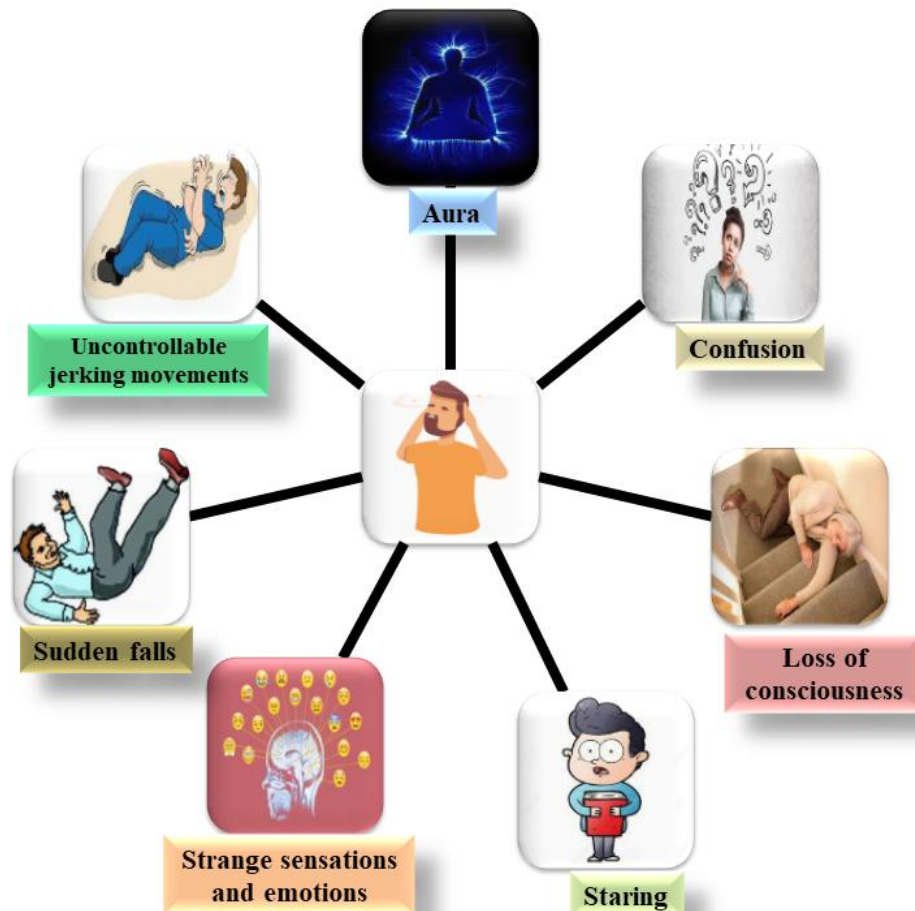 Aura
Confusion
Uncontrollable
jerking movements
Sudden falls
Loss of
consciousness
Strange sensations
and emotions
Staring